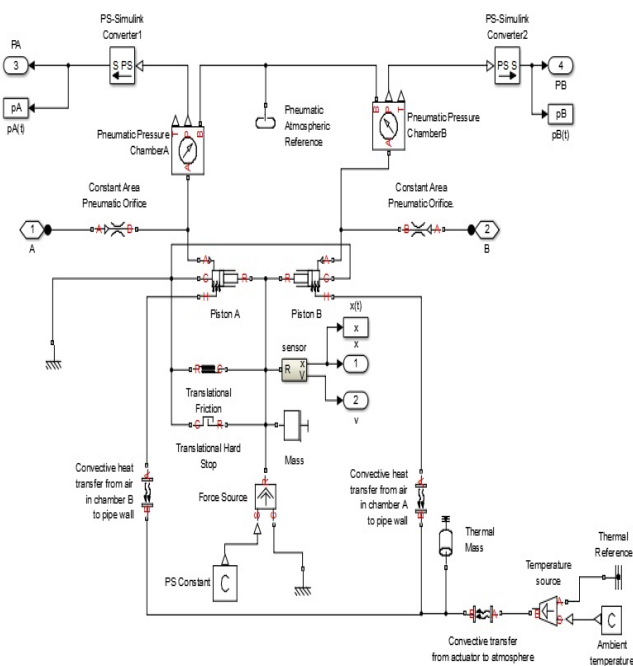 PS-Simulink
Converter1
PS-Simulink
Converter2
PA
3
S PS
PS S
4
PB
pA
pA(t)
pB
pB(t)
T P B
A
Pneumatic Pressure
ChamberA
Pneumatic
Atmospheric
Reference
B P T
A
Pneumatic Pressure
ChamberB
Constant Area
Pneumatic Orifice
Constant Area
Pneumatic Orifice.
1
A
A B
B A
2
B
A
C R
H
Piston A
A
R C
H
Piston B
x(t)
x
x
sensor
R x
V
1
2
v
R C
Translational
Friction
C R
Translational Hard
Stop
Mass
Convective heat
transfer from air
in chamber B
to pipe wall
Convective heat
transfer from air
in chamber A
to pipe wall
Force Source
R
S C
PS Constant
C
Thermal
Mass
Thermal
Reference
Temperature
source
C
Ambient
temperature
Convective transfer
from actuator to atmosphere